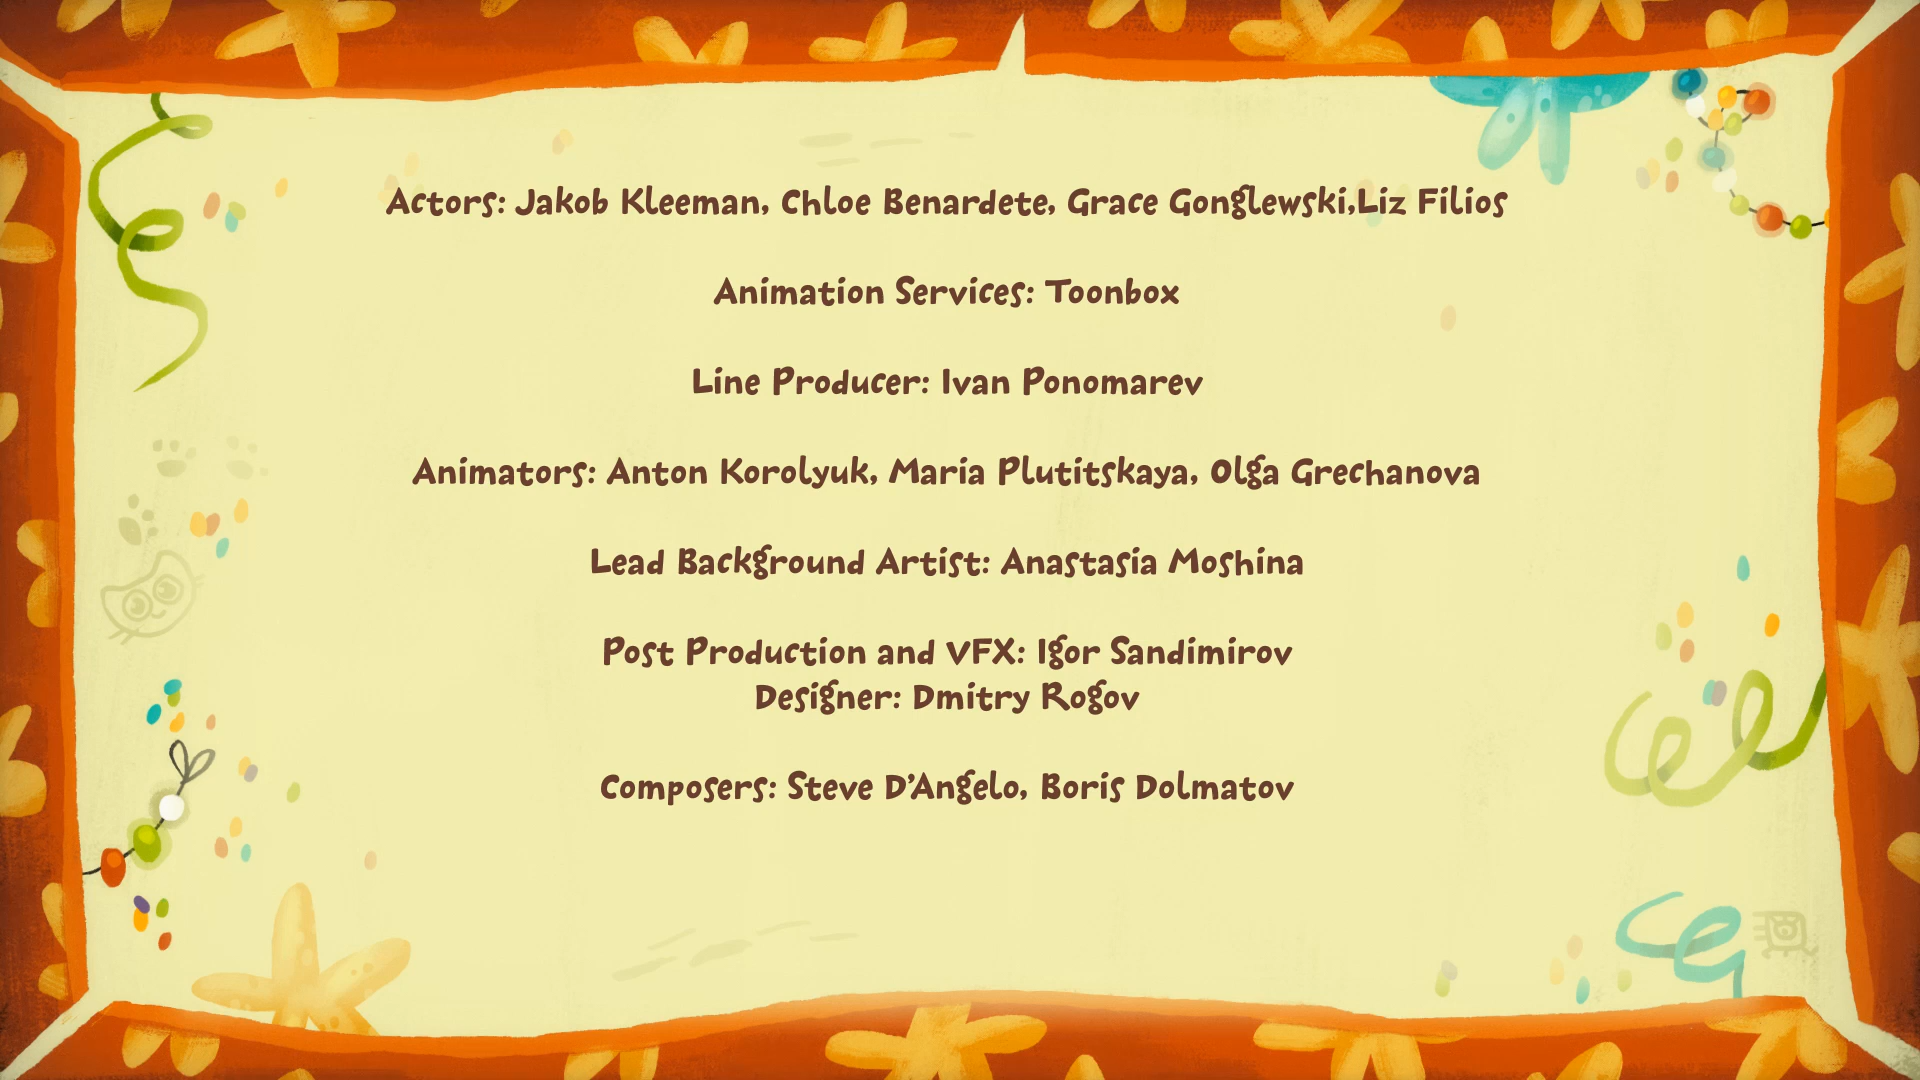 Actors: Jakob Kleeman, Chloe Benardete, Grace Gonglewski,Liz Filios
Animation Services: Toonbox
Line Producer: Ivan Ponomarev
Animators: Anton Korolyuk, Maria Plutitskaya, Olga Grechanova
Lead Background Artist: Anastasia Moshina
Post Production and VFX: Igor Sandimirov
Designer: Dmitry Rogov
Composers: Steve D'Angelo, Boris Dolmatov